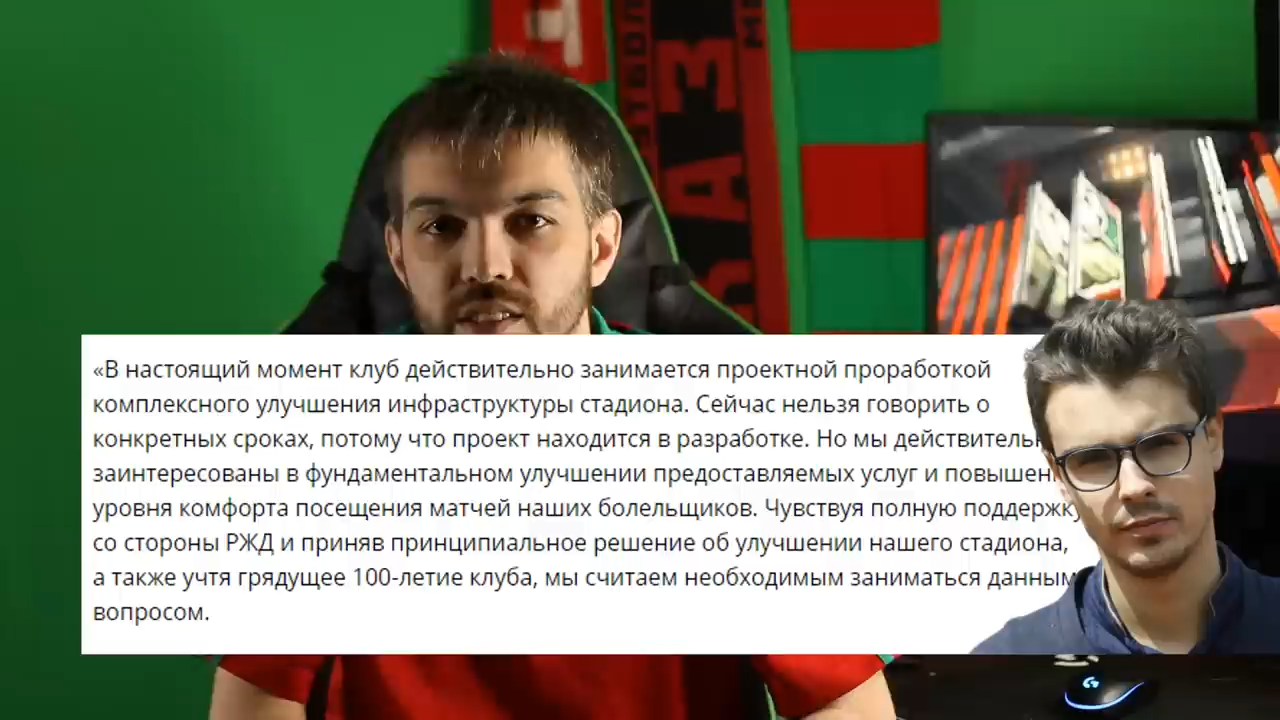 АЗ
«В настоящий момент клуб действительно занимается проектной проработкой
комплексного улучшения инфраструктуры стадиона. Сейчас нельзя говорить о
конкретных сроках, потому что проект находится в разработке. Но мы
заинтересованы в фундаментальном улучшении предоставляемых услуг и
уровня комфорта посещения матчей наших болельщиков. Чувствуя полную поддержку
со стороны РЖД и приняв принципиальное решение об улучшении нашего стадиона,
а также учтя грядущее 100-летие клуба, мы считаем необходимым заниматься данным
вопросом.